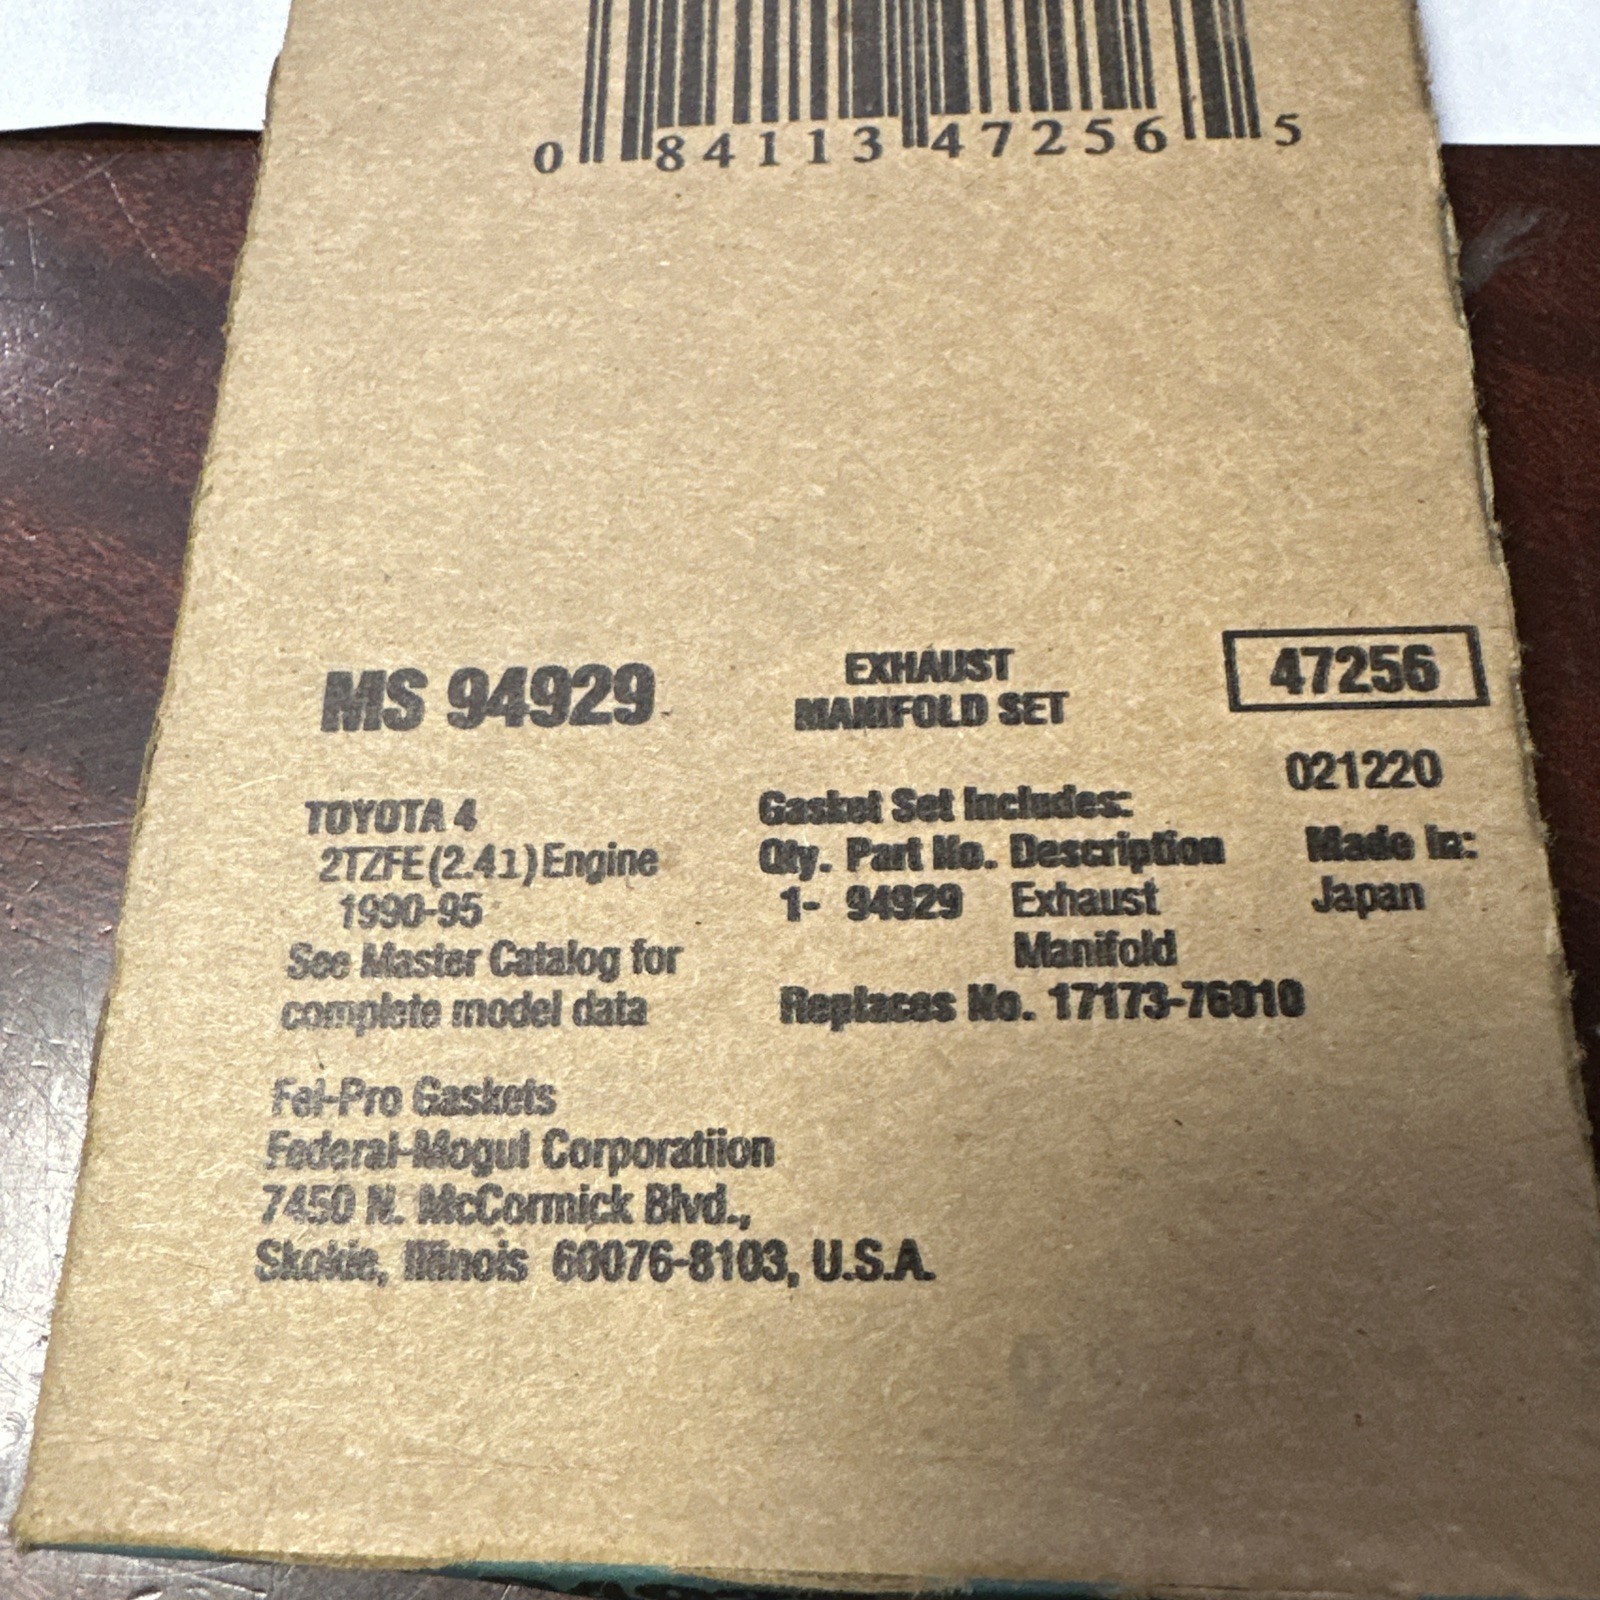 0 84113 47256 5
MS 94929
EXHAUST
MANIFOLD SET
47256
021220
TOYOTA 4
2TZFE(2.41)Engine
1990-95
See Master Catalog for
complete model data
Gasket Set Includes:
Qty. Part No. Description
1- 94929 Exhaust
Manifold
Replaces No. 17173-76010
Made In:
Japan
Fel-Pro Gaskets
Federal-Mogul Corporatiion
7450 N. McCormick Blvd.,
Skokie, Illinois 60076-8103, U.S.A.